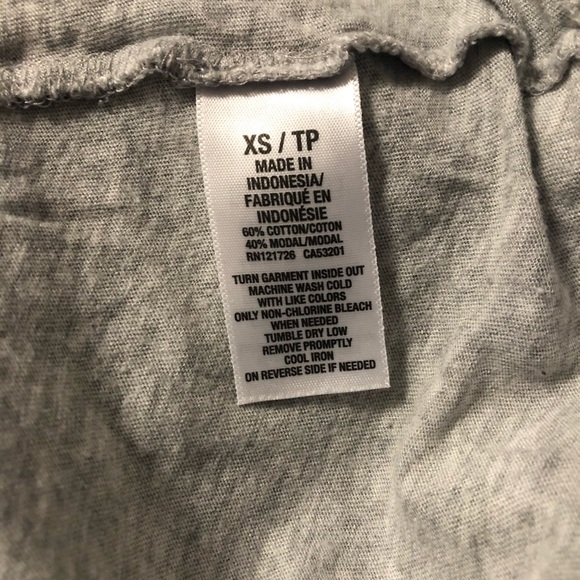 XS / TP
MADE IN
INDONESIA/
FABRIQUÉ EN
INDONÉSIE
60% COTTON/COTON
40% MODAL/MODAL
RN121726 CA53201
TURN GARMENT INSIDE OUT
MACHINE WASH COLD
WITH LIKE COLORS
ONLY NON-CHLORINE BLEACH
WHEN NEEDED
TUMBLE DRY LOW
REMOVE PROMPTLY
COOL IRON
ON REVERSE SIDE IF NEEDED